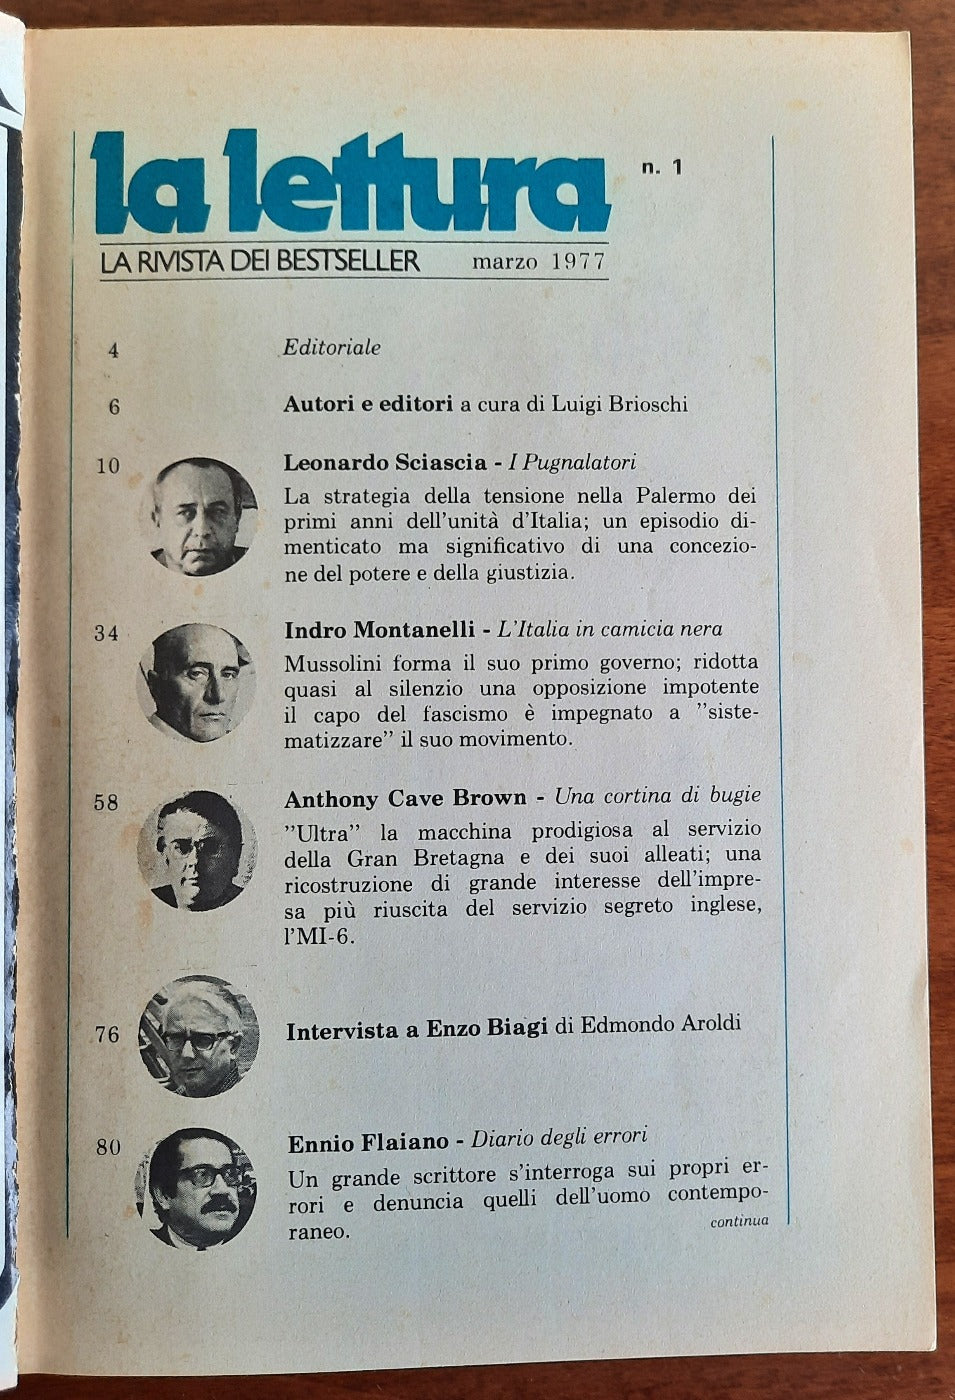 la lettura n. 1
LA RIVISTA DEI BESTSELLER marzo 1977
4 Editoriale
6 Autori e editori a cura di Luigi Brioschi
10 Leonardo Sciascia - I Pugnalatori
La strategia della tensione nella Palermo dei
primi anni dell'unità d'Italia; un episodio di-
menticato ma significativo di una concezio-
ne del potere e della giustizia.
34 Indro Montanelli - L'Italia in camicia nera
Mussolini forma il suo primo governo; ridotta
quasi al silenzio una opposizione impotente
il capo del fascismo è impegnato a ”siste-
matizzare” il suo movimento.
58 Anthony Cave Brown - Una cortina di bugie
”Ultra” la macchina prodigiosa al servizio
della Gran Bretagna e dei suoi alleati; una
ricostruzione di grande interesse dell'impre-
sa più riuscita del servizio segreto inglese,
l'MI-6.
76 Intervista a Enzo Biagi di Edmondo Aroldi
80 Ennio Flaiano - Diario degli errori
Un grande scrittore s'interroga sui propri er-
rori e denuncia quelli dell'uomo contempo-
raneo. continua